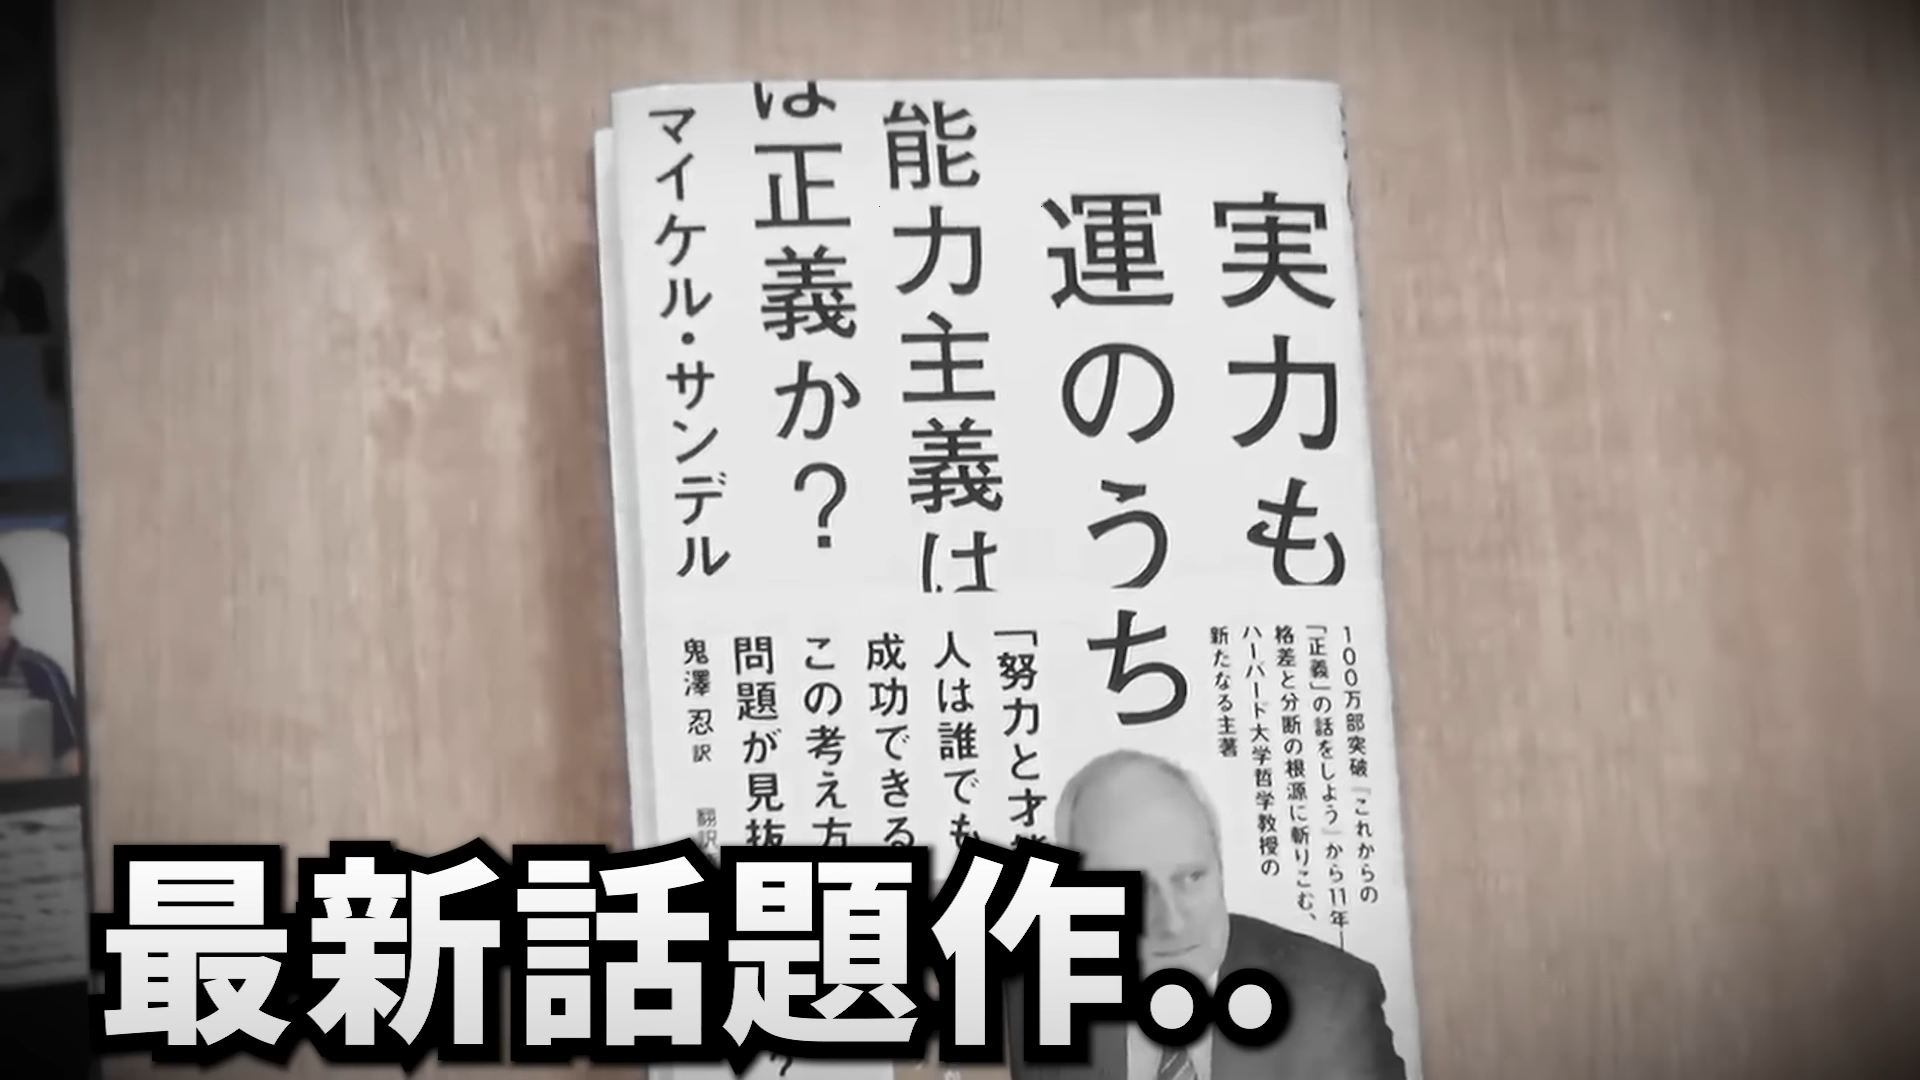 実力も
運のうち
能力主義は
は正義か?
マイケル・サンデル
100万部突破『これからの
「正義」の話をしよう』から11年―
格差と分断の根源に斬りこむ、
ハーバード大学哲学教授の
新たなる主著
「努力と才
人は誰でも
成功できる
この考え方
問題が見抜
鬼澤 忍 訳
翻訳
最新話題作..